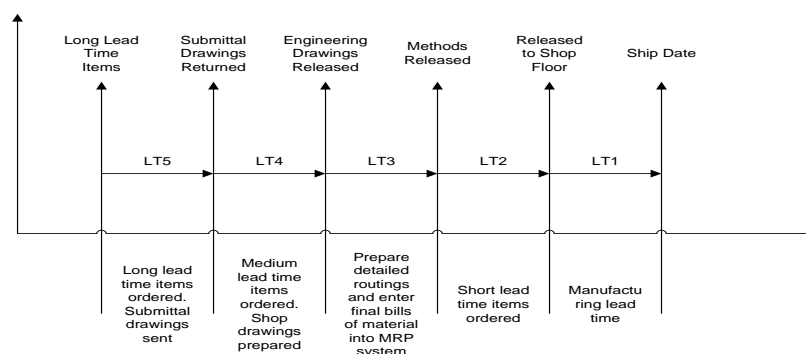 Long Lead
Time
Items
Submittal
Drawings
Returned
Engineering
Drawings
Released
Methods
Released
Released
to Shop
Floor
Ship Date
LT5
LT4
LT3
LT2
LT1
Long lead
time items
ordered.
Submittal
drawings
sent
Medium
lead time
items
ordered.
Shop
drawings
prepared
Prepare
detailed
routings
and enter
final bills
of material
into MRP
system
Short lead
time items
ordered
Manufactu
ring lead
time